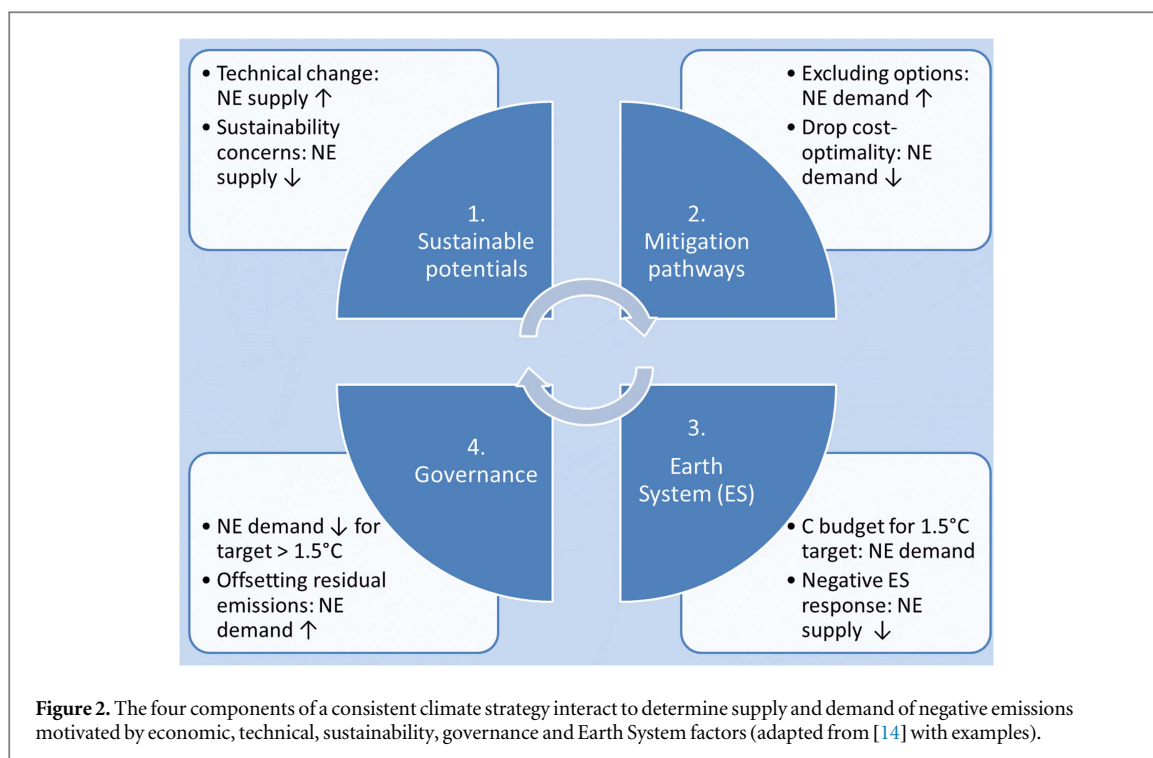 • Technical change:
NE supply ↑
• Sustainability
concerns: NE
supply ↓
• Excluding options:
NE demand ↑
• Drop cost-
optimality: NE
demand ↓
1.
Sustainable
potentials
2.
Mitigation
pathways
4.
Governance
3.
Earth
System (ES)
• NE demand ↓ for
target > 1.5°C
• Offsetting residual
emissions: NE
demand ↑
• C budget for 1.5°C
target: NE demand
• Negative ES
response: NE
supply ↓
Figure 2. The four components of a consistent climate strategy interact to determine supply and demand of negative emissions
motivated by economic, technical, sustainability, governance and Earth System factors (adapted from [14] with examples).